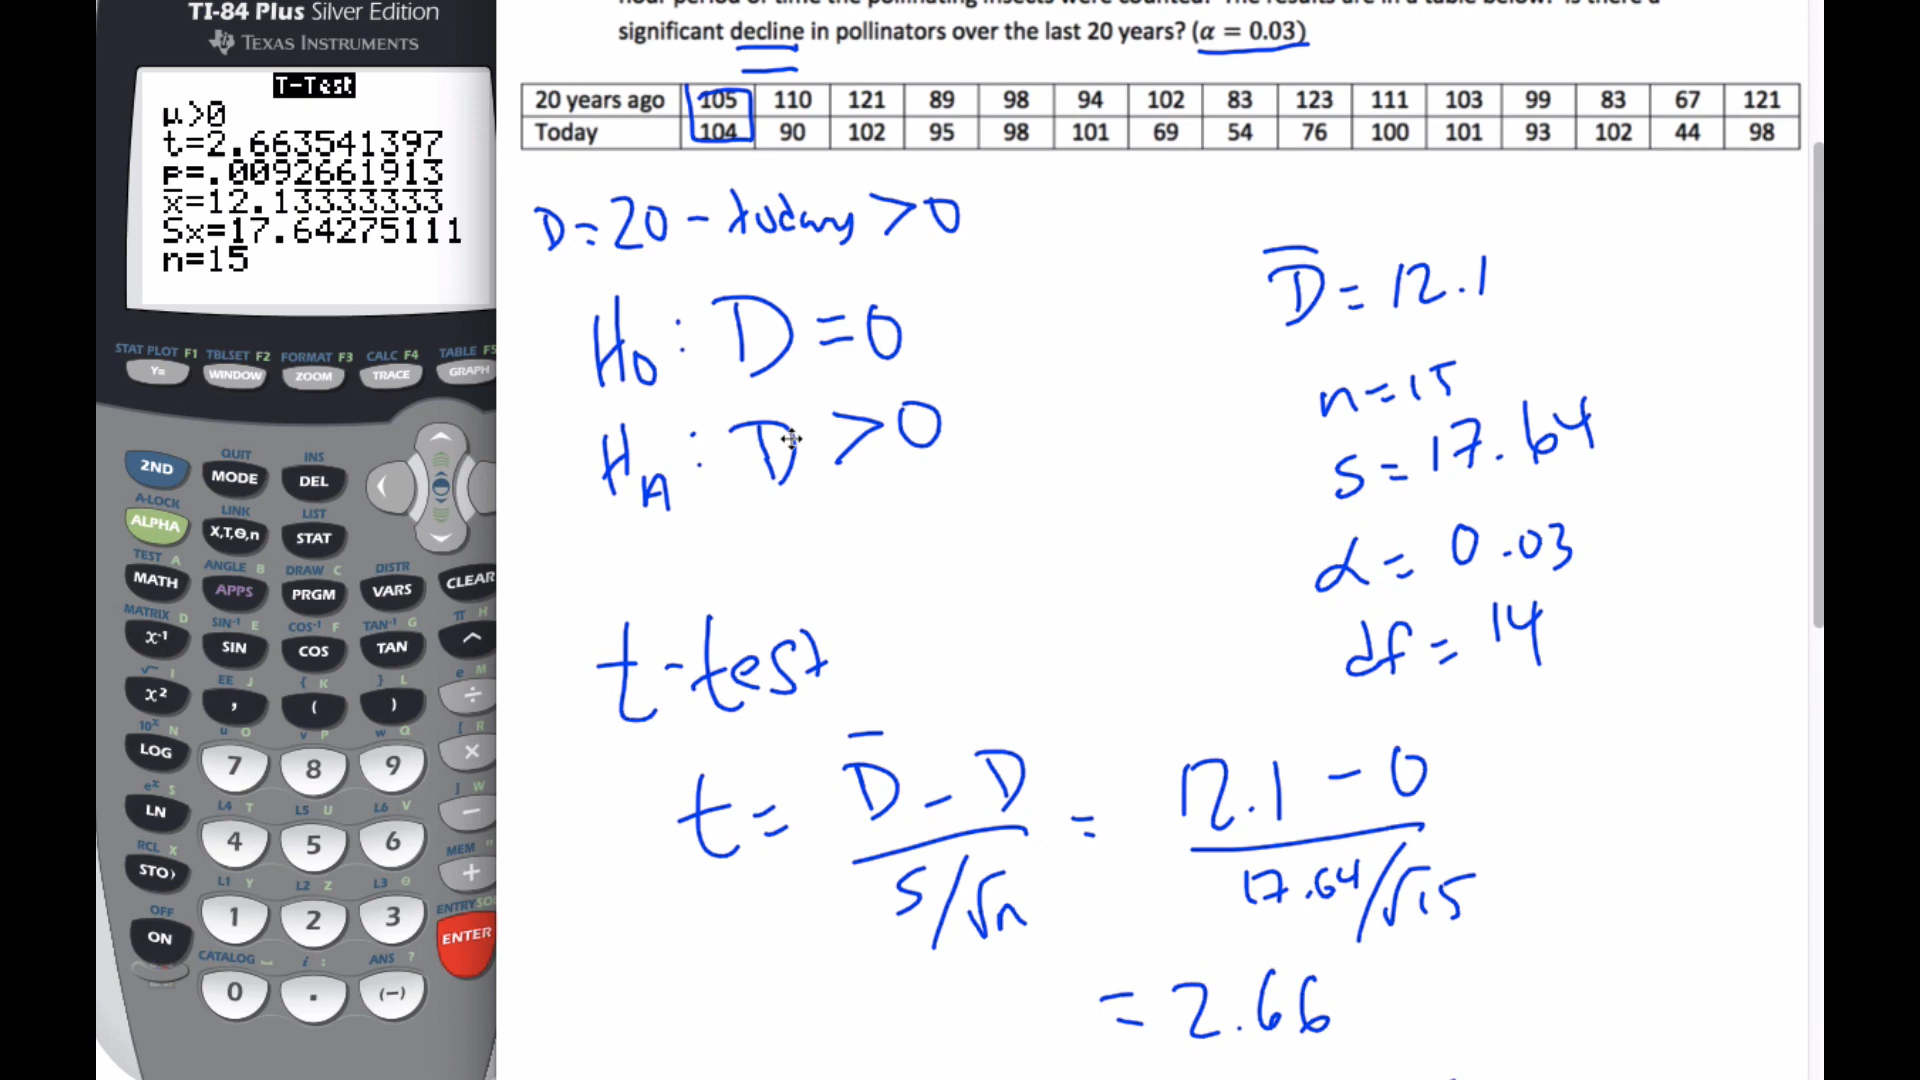 TI-84 Plus Silver Edition
TEXAS INSTRUMENTS
T-Test
μ>0
t=2.663541397
p=.0092661913
x̄=12.13333333
Sx=17.64275111
n=15
STAT PLOT F1 TBLSET F2 FORMAT F3 CALC F4 TABLE F5
Y= WINDOW ZOOM TRACE GRAPH
QUIT INS
2ND MODE DEL
A-LOCK LINK LIST
ALPHA X,T,Θ,n STAT
TEST A ANGLE B DRAW C DISTR
MATH APPS PRGM VARS CLEAR
MATRIX D SIN⁻¹ E COS⁻¹ F TAN⁻¹ G π H
x⁻¹ SIN COS TAN ^
√ I EE J { K } L e M
x² , ( ) ÷
10ˣ N u O v P w Q [ R
LOG 7 8 9 ×
eˣ S L4 T L5 U L6 V ] W
LN 4 5 6 −
RCL X L1 Y L2 Z L3 θ MEM "
STO› 1 2 3 +
OFF CATALOG ⎵ i : ANS ? ENTRY
ON 0 . (−) ENTER
significant decline in pollinators over the last 20 years? (α = 0.03)
20 years ago 105 110 121 89 98 94 102 83 123 111 103 99 83 67 121
Today 104 90 102 95 98 101 69 54 76 100 101 93 102 44 98
D = 20 - today > 0
H₀ : D = 0
H_A : D > 0
t-test
D̄ = 12.1
n = 15
s = 17.64
α = 0.03
df = 14
t = D̄ - D / s/√n = 12.1 - 0 / 17.64/√15
= 2.66